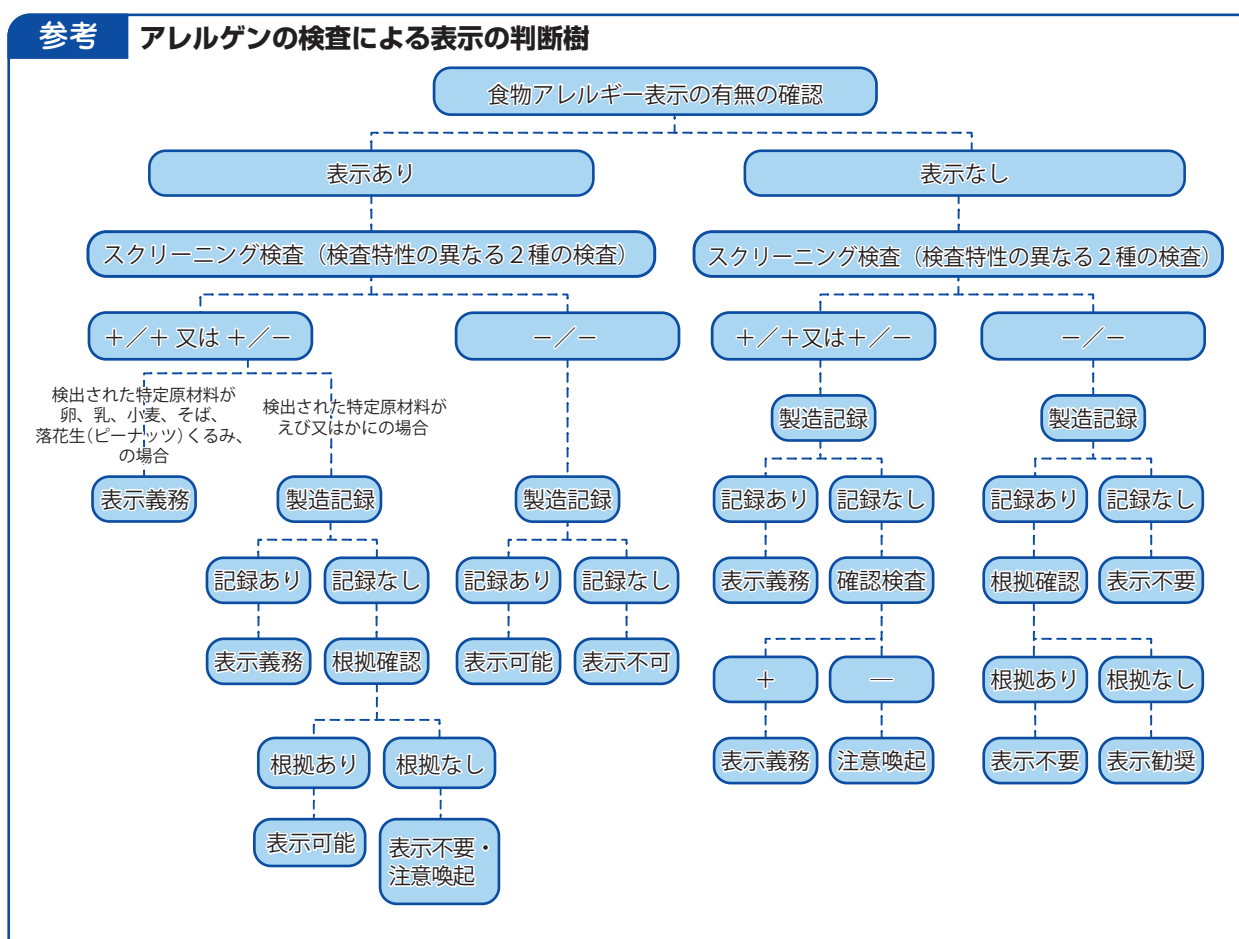 参考 アレルゲンの検査による表示の判断樹
食物アレルギー表示の有無の確認
表示あり
表示なし
スクリーニング検査（検査特性の異なる２種の検査）
スクリーニング検査（検査特性の異なる２種の検査）
＋／＋ 又は ＋／－
－／－
＋／＋又は＋／－
－／－
検出された特定原材料が
卵、乳、小麦、そば、
落花生（ピーナッツ）くるみ、
の場合
検出された特定原材料が
えび又はかにの場合
製造記録
製造記録
表示義務
製造記録
製造記録
記録あり
記録なし
記録あり
記録なし
記録あり
記録なし
記録あり
記録なし
表示義務
確認検査
根拠確認
表示不要
表示義務
根拠確認
表示可能
表示不可
＋
－
根拠あり
根拠なし
根拠あり
根拠なし
表示義務
注意喚起
表示不要
表示勧奨
表示可能
表示不要・
注意喚起